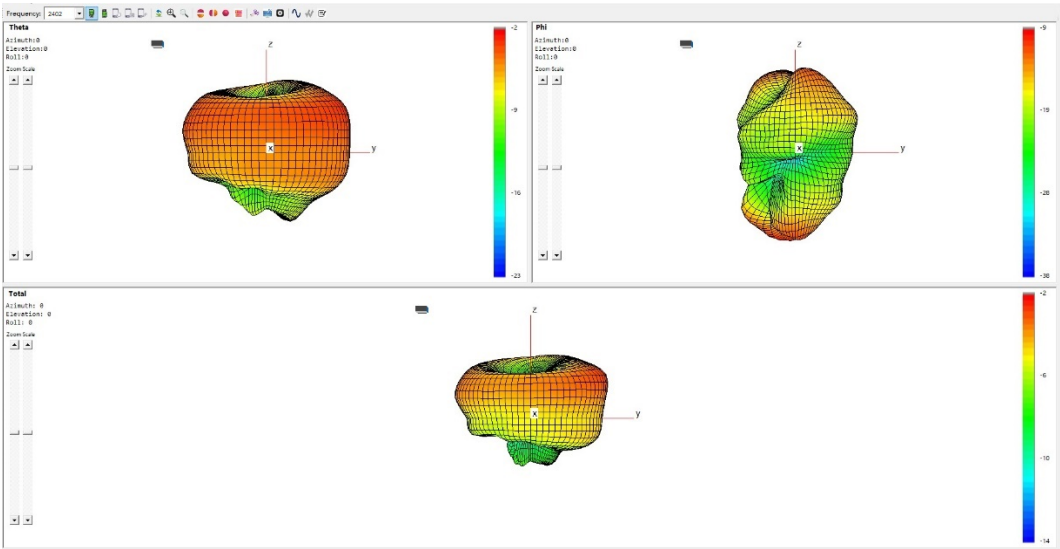 Frequency: 2402
Theta
Azimuth:0
Elevation:0
Roll:0
Zoom Scale
z
x
y
-2
-9
-16
-23
Phi
Azimuth:0
Elevation:0
Roll:0
Zoom Scale
z
x
y
-9
-19
-28
-38
Total
Azimuth: 0
Elevation: 0
Roll: 0
Zoom Scale
z
x
y
-2
-6
-10
-14